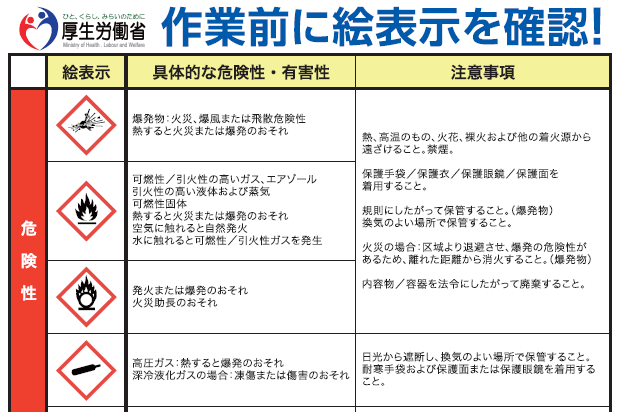 ひと、くらし、みらいのために
厚生労働省
Ministry of Health, Labour and Welfare
作業前に絵表示を確認!
絵表示
具体的な危険性・有害性
注意事項
危険性
爆発物:火災、爆風または飛散危険性
熱すると火災または爆発のおそれ
可燃性/引火性の高いガス、エアゾール
引火性の高い液体および蒸気
可燃性固体
熱すると火災または爆発のおそれ
空気に触れると自然発火
水に触れると可燃性/引火性ガスを発生
発火または爆発のおそれ
火災助長のおそれ
熱、高温のもの、火花、裸火および他の着火源から
遠ざけること。禁煙。
保護手袋/保護衣/保護眼鏡/保護面を
着用すること。
規則にしたがって保管すること。(爆発物)
換気のよい場所で保管すること。
火災の場合:区域より退避させ、爆発の危険性が
あるため、離れた距離から消火すること。(爆発物)
内容物/容器を法令にしたがって廃棄すること。
高圧ガス:熱すると爆発のおそれ
深冷液化ガスの場合:凍傷または傷害のおそれ
日光から遮断し、換気のよい場所で保管すること。
耐寒手袋および保護面または保護眼鏡を着用する
こと。